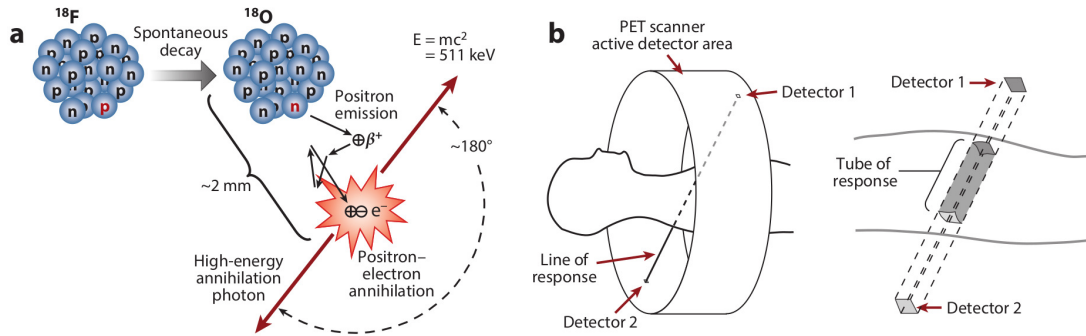 a
¹⁸F
¹⁸O
Spontaneous
decay
n
p
p
n
p
n
p
p
n
p
n
p
n
p
p
n
p
n
p
n
n
n
E = mc²
= 511 keV
Positron
emission
⊕β⁺
~180°
~2 mm
⊕⊖ e⁻
High-energy
annihilation
photon
Positron–
electron
annihilation
b
PET scanner
active detector area
Detector 1
Line of
response
Detector 2
Detector 1
Tube of
response
Detector 2